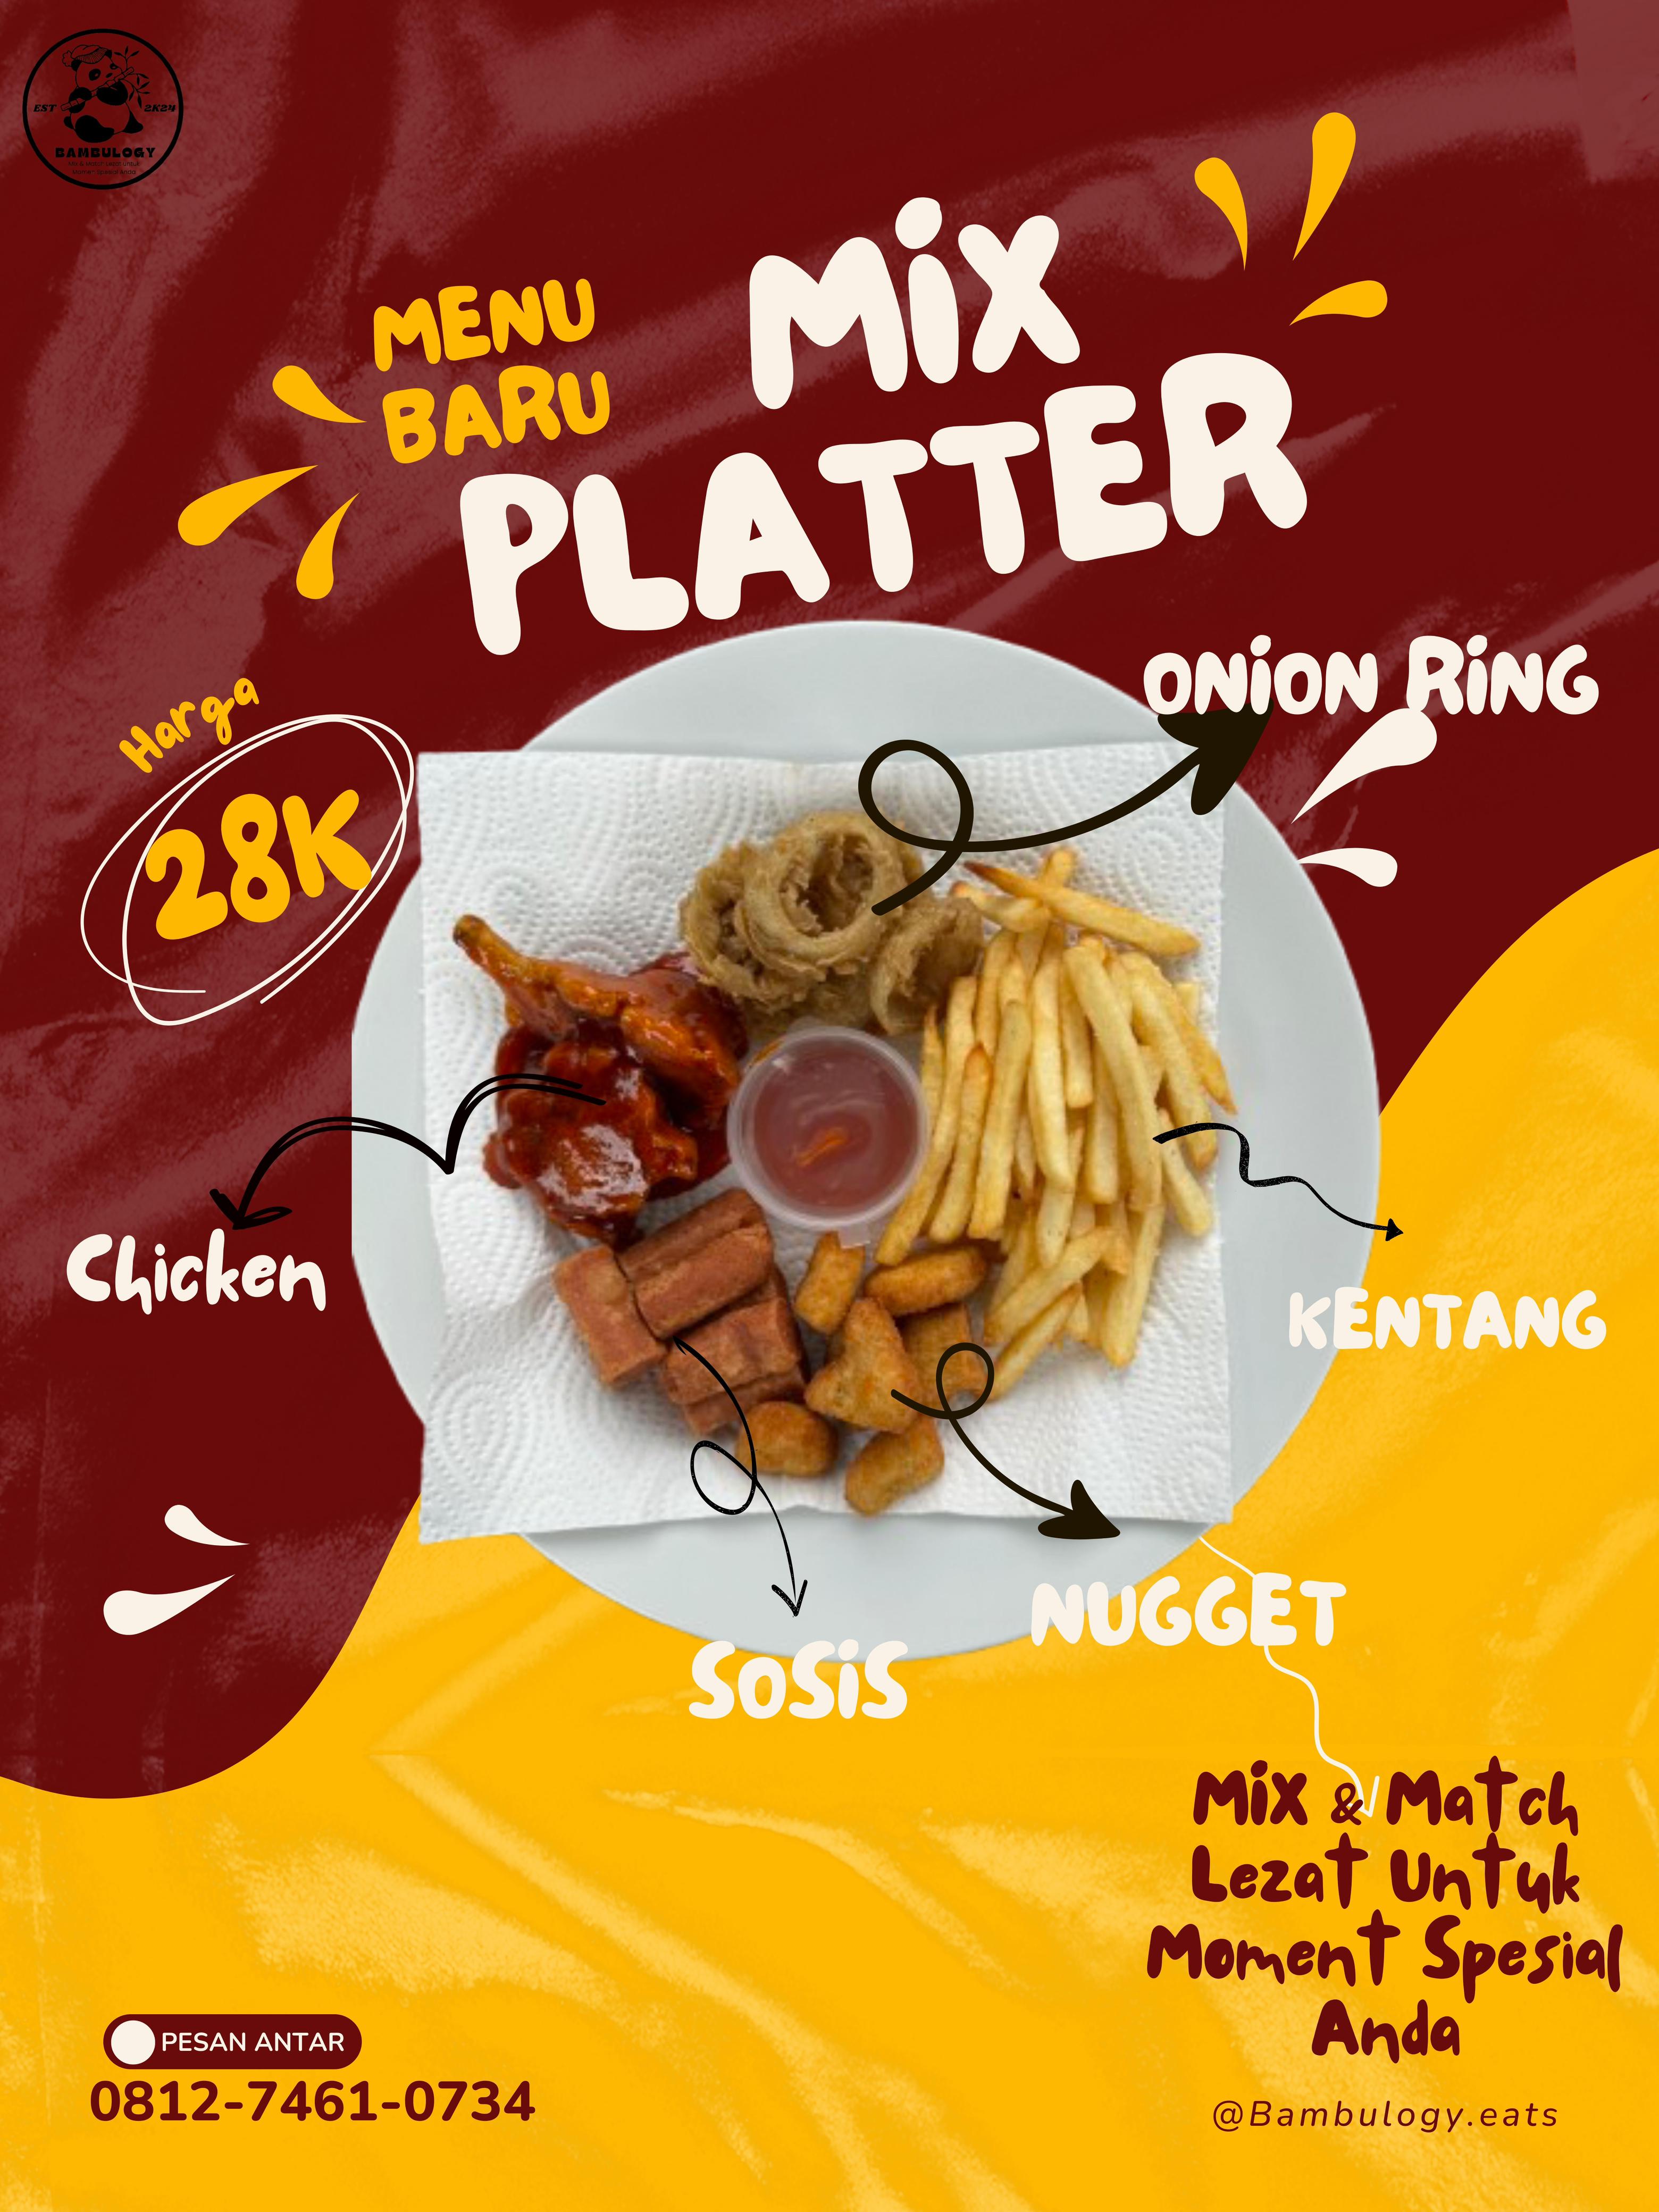 EST 2K24
BAMBULOGY
MENU
BARU
MIX
PLATTER
ONION RING
Harga
28K
Chicken
KENTANG
NUGGET
SOSIS
Mix & Match
Lezat Untuk
Moment Spesial
Anda
PESAN ANTAR
0812-7461-0734
@Bambulogy.eats